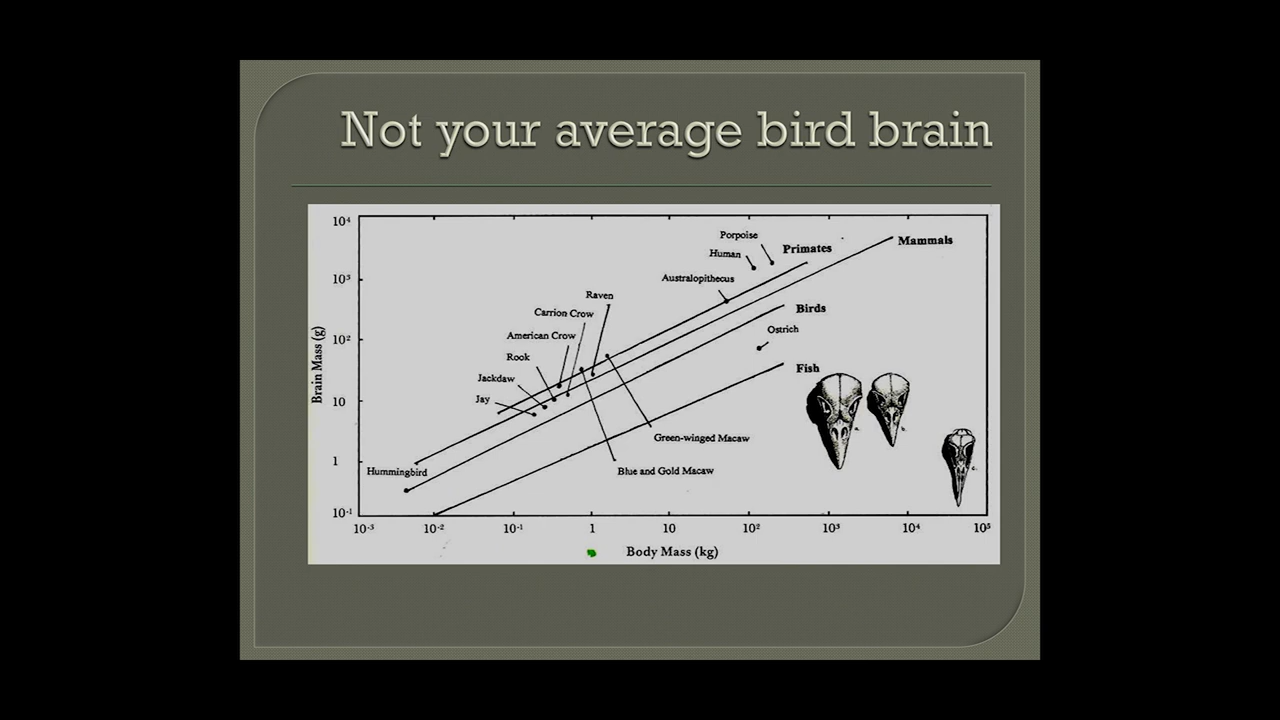 Not your average bird brain
10⁴
10³
10²
10
1
10⁻¹
Brain Mass (g)
Porpoise
Human
Primates
Mammals
Australopithecus
Raven
Carrion Crow
American Crow
Rook
Jackdaw
Jay
Birds
Ostrich
Fish
Green-winged Macaw
Blue and Gold Macaw
Hummingbird
10⁻³ 10⁻² 10⁻¹ 1 10 10² 10³ 10⁴ 10⁵
Body Mass (kg)